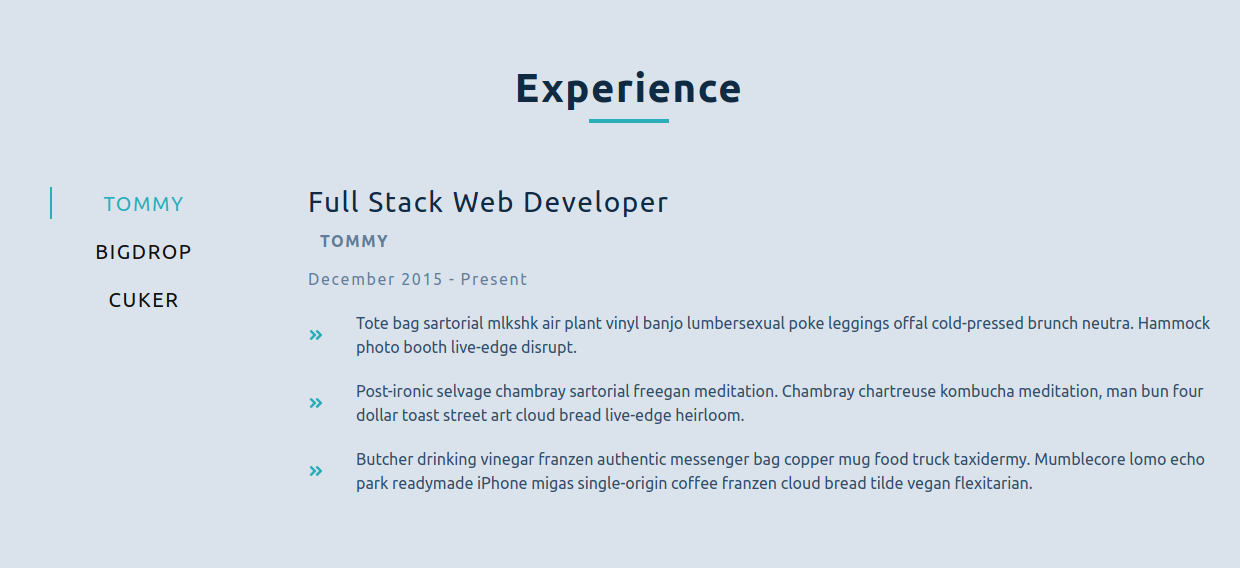 Experience
TOMMY
BIGDROP
CUKER
Full Stack Web Developer
TOMMY
December 2015 - Present
Tote bag sartorial mlkshk air plant vinyl banjo lumbersexual poke leggings offal cold-pressed brunch neutra. Hammock
photo booth live-edge disrupt.
Post-ironic selvage chambray sartorial freegan meditation. Chambray chartreuse kombucha meditation, man bun four
dollar toast street art cloud bread live-edge heirloom.
Butcher drinking vinegar franzen authentic messenger bag copper mug food truck taxidermy. Mumblecore lomo echo
park readymade iPhone migas single-origin coffee franzen cloud bread tilde vegan flexitarian.